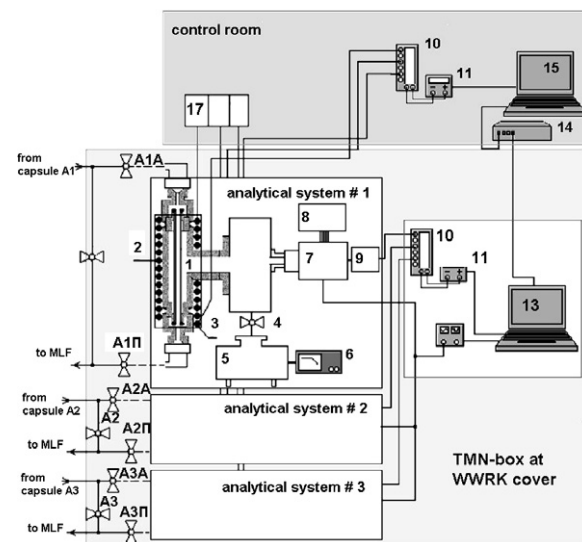 control room
10
11
15
14
17
from
capsule A1
A1A
analytical system # 1
8
2
1
7
9
10
11
13
3
4
A1П
to MLF
5
6
from
capsule A2
A2A
analytical system # 2
A2
A2П
to MLF
from
capsule A3
A3A
analytical system # 3
A3
A3П
to MLF
TMN-box at
WWRK cover